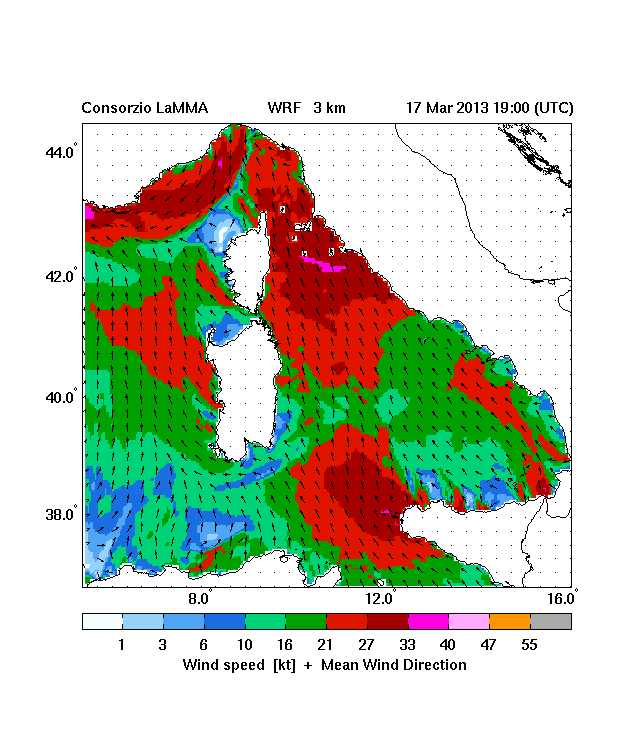 Consorzio LaMMA WRF 3 km 17 Mar 2013 19:00 (UTC)
44.0°
42.0°
40.0°
38.0°
8.0° 12.0° 16.0°
1 3 6 10 16 21 27 33 40 47 55
Wind speed [kt] + Mean Wind Direction